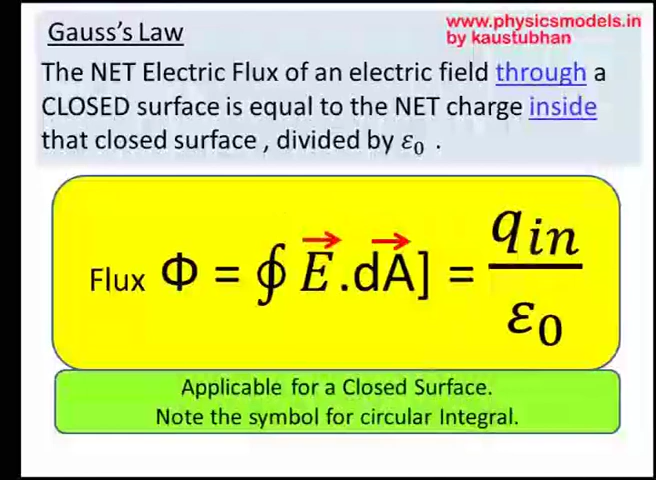 Gauss's Law
www.physicsmodels.in
by kaustubhan
The NET Electric Flux of an electric field through a
CLOSED surface is equal to the NET charge inside
that closed surface , divided by ε₀ .
Flux Φ = ∮ E⃗ .dA⃗] = qin / ε₀
Applicable for a Closed Surface.
Note the symbol for circular Integral.